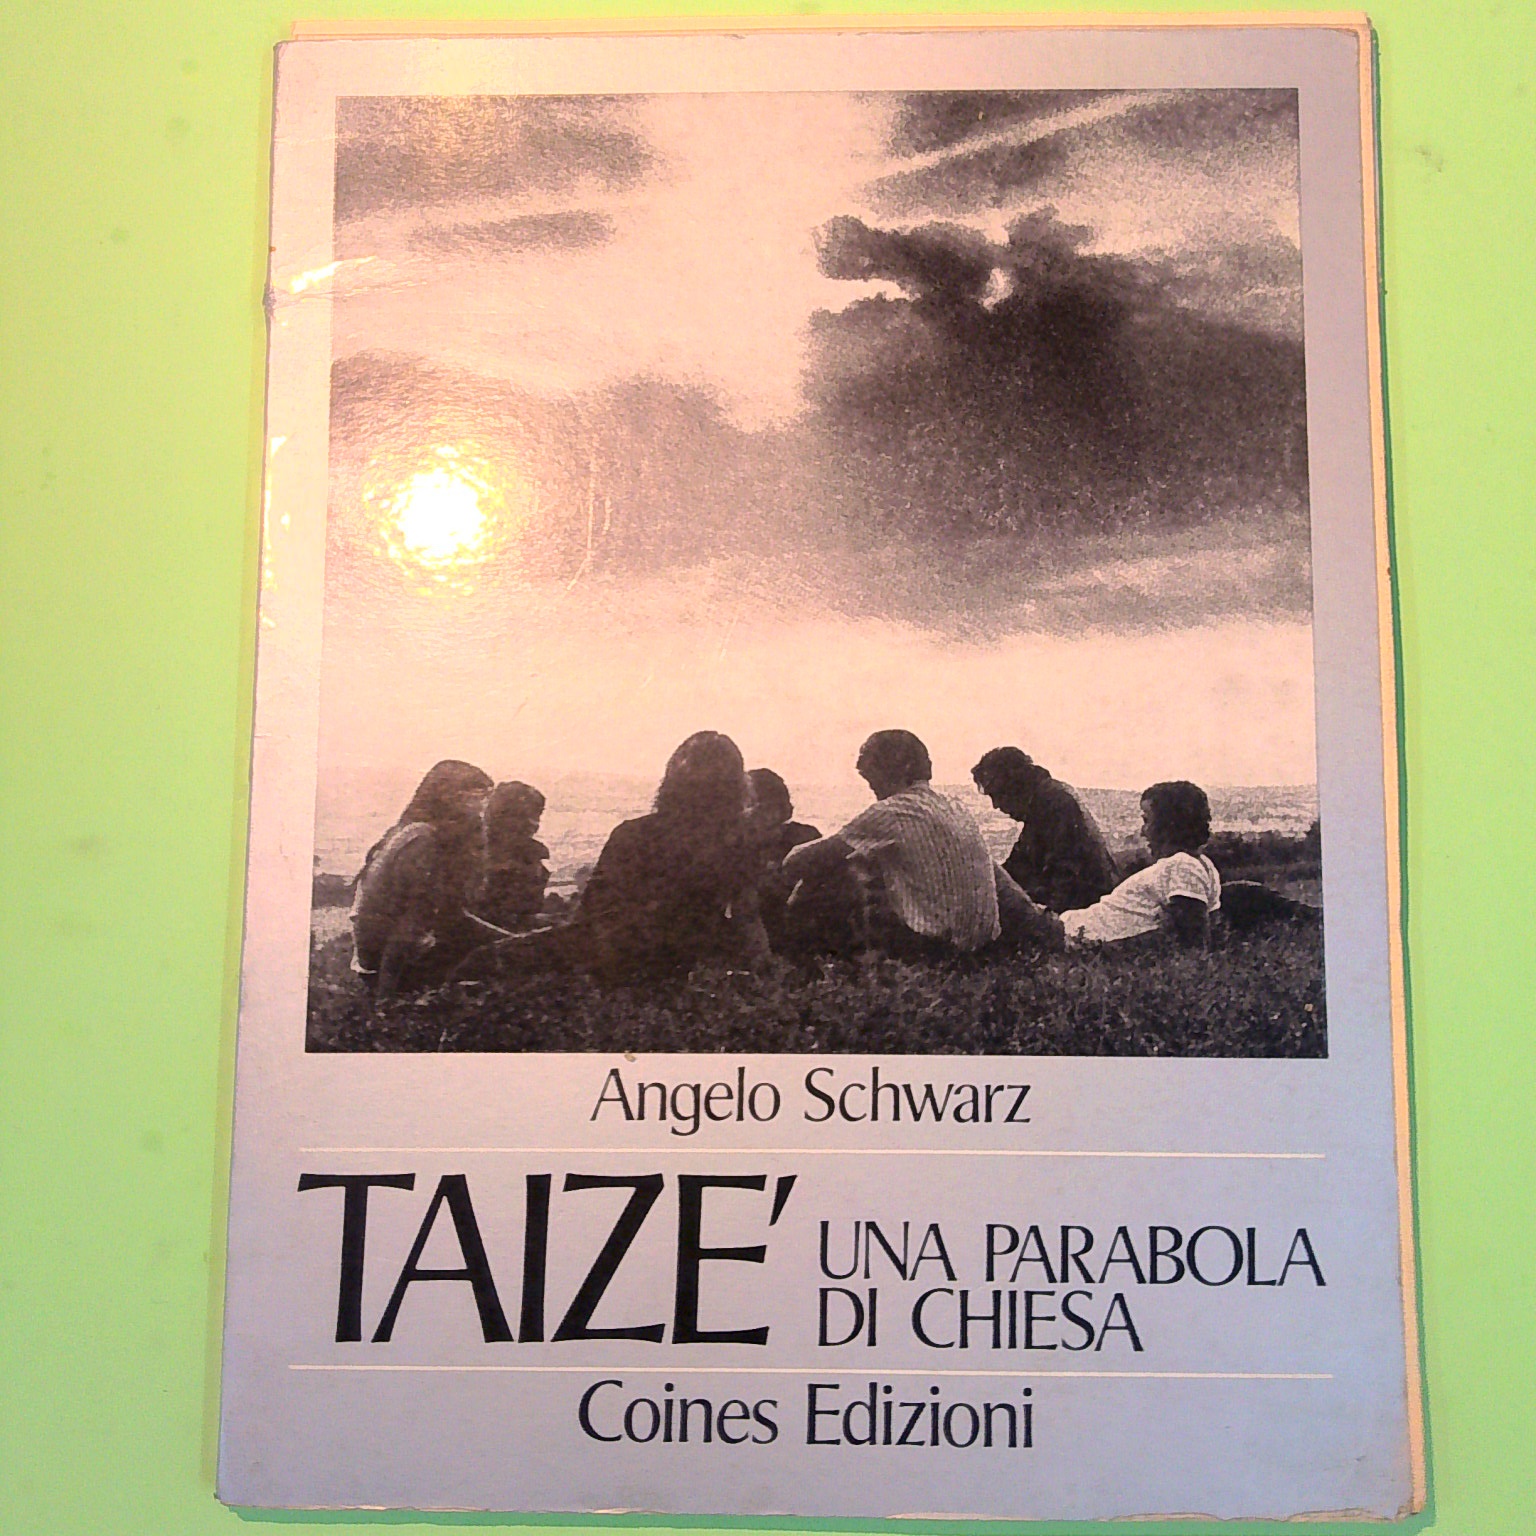 Angelo Schwarz
TAIZE' UNA PARABOLA
DI CHIESA
Coines Edizioni